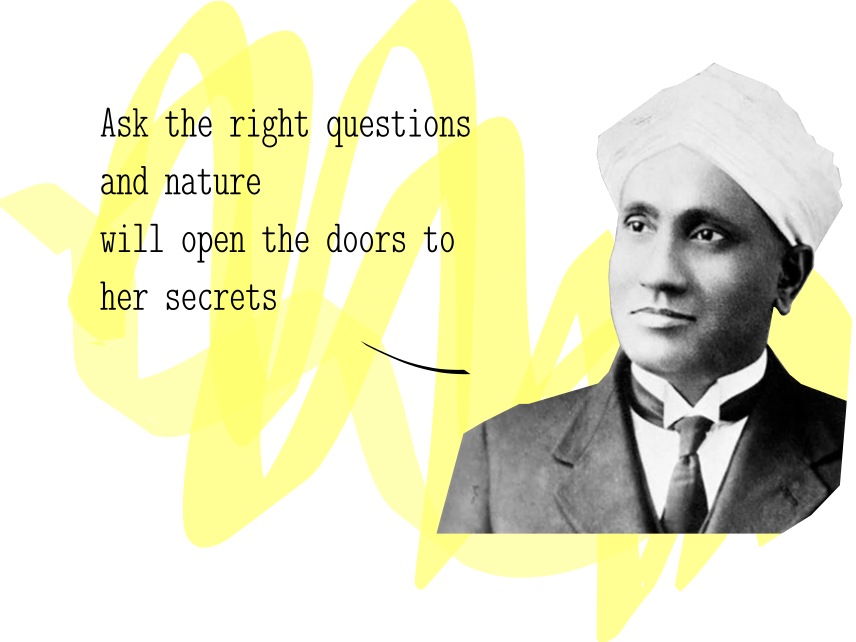 Ask the right questions
and nature
will open the doors to
her secrets